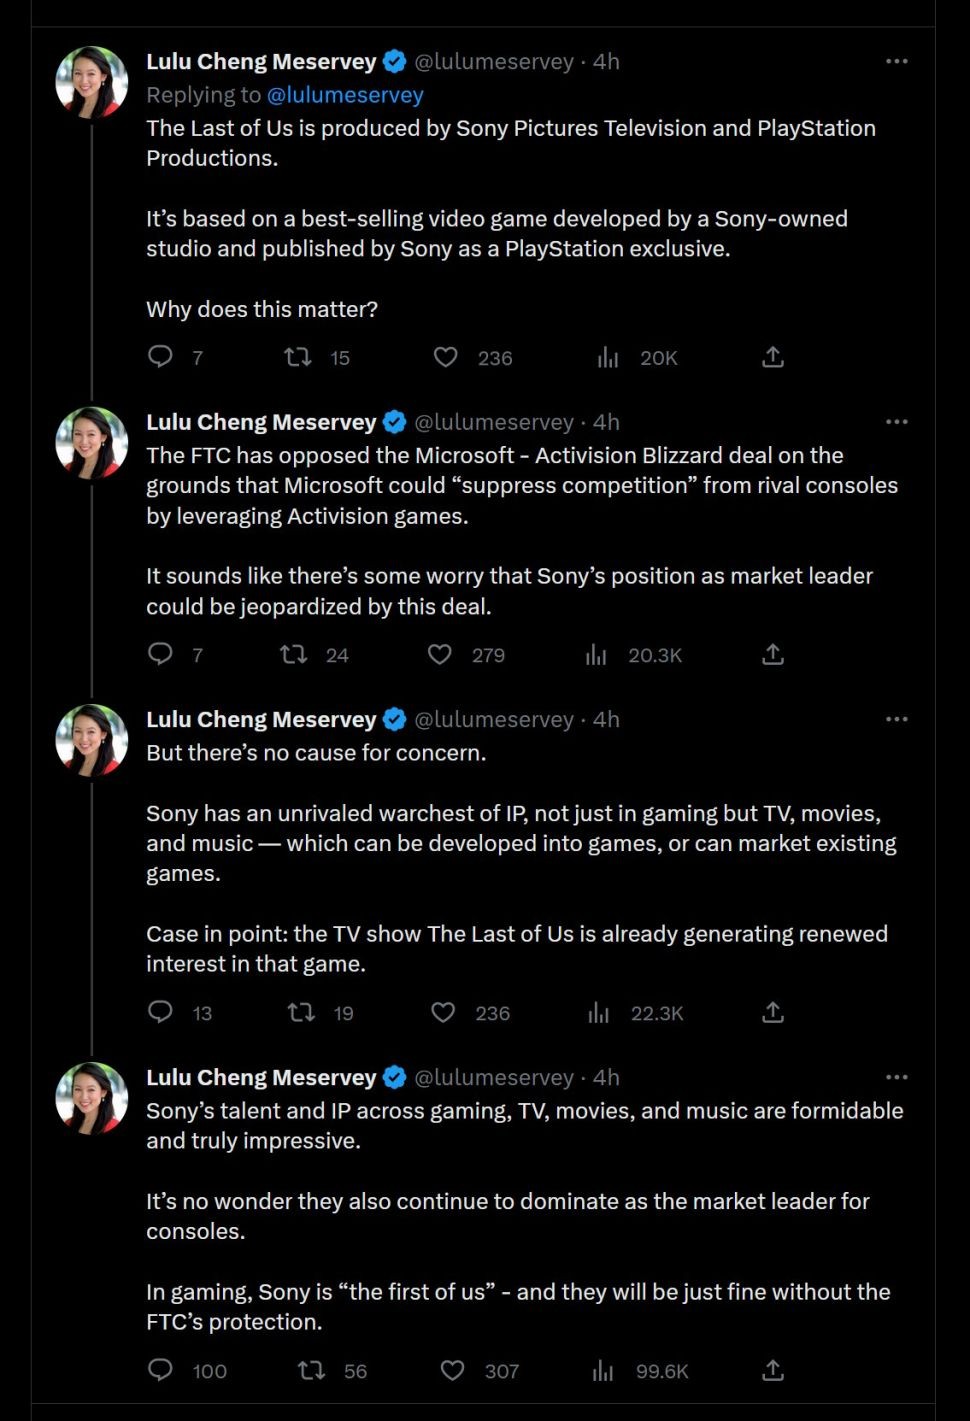 Lulu Cheng Meservey @lulumeservey · 4h
Replying to @lulumeservey
The Last of Us is produced by Sony Pictures Television and PlayStation
Productions.
It’s based on a best-selling video game developed by a Sony-owned
studio and published by Sony as a PlayStation exclusive.
Why does this matter?
7 15 236 20K
Lulu Cheng Meservey @lulumeservey · 4h
The FTC has opposed the Microsoft - Activision Blizzard deal on the
grounds that Microsoft could “suppress competition” from rival consoles
by leveraging Activision games.
It sounds like there’s some worry that Sony’s position as market leader
could be jeopardized by this deal.
7 24 279 20.3K
Lulu Cheng Meservey @lulumeservey · 4h
But there’s no cause for concern.
Sony has an unrivaled warchest of IP, not just in gaming but TV, movies,
and music — which can be developed into games, or can market existing
games.
Case in point: the TV show The Last of Us is already generating renewed
interest in that game.
13 19 236 22.3K
Lulu Cheng Meservey @lulumeservey · 4h
Sony’s talent and IP across gaming, TV, movies, and music are formidable
and truly impressive.
It’s no wonder they also continue to dominate as the market leader for
consoles.
In gaming, Sony is “the first of us” - and they will be just fine without the
FTC’s protection.
100 56 307 99.6K